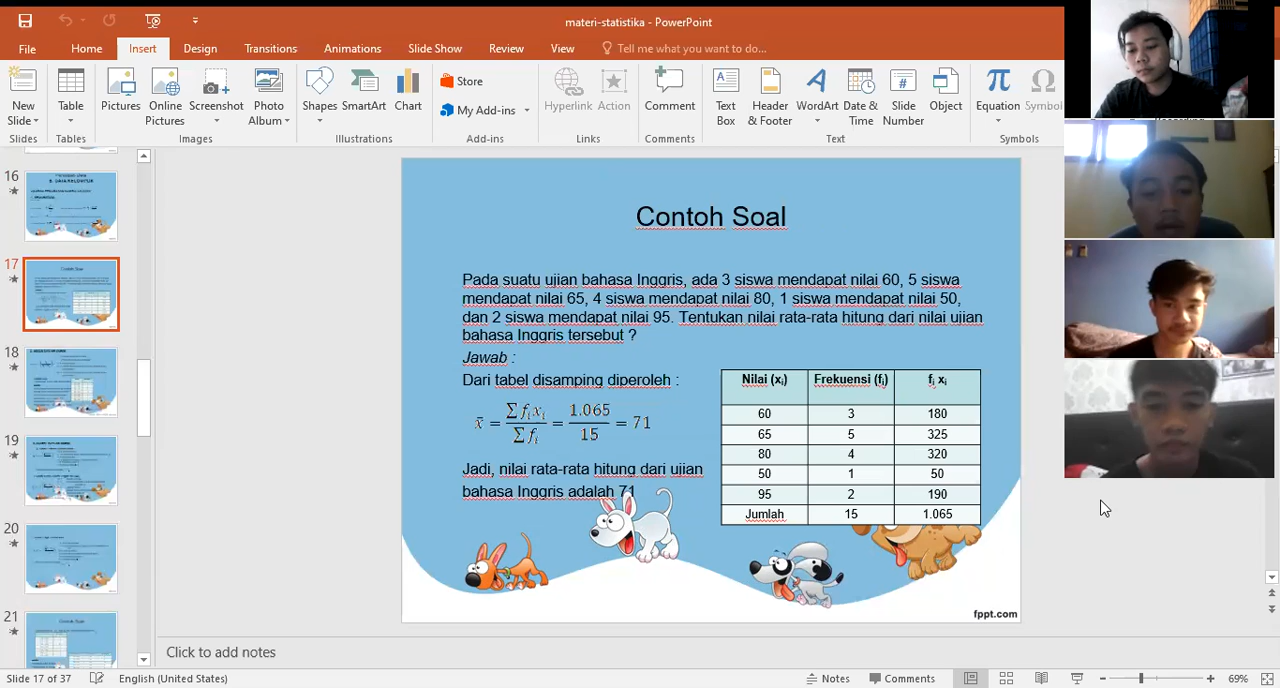 materi-statistika - PowerPoint
File Home Insert Design Transitions Animations Slide Show Review View Tell me what you want to do...
New Slide
Table
Pictures
Online Pictures
Screenshot
Photo Album
Shapes
SmartArt
Chart
Store
My Add-ins
Hyperlink
Action
Comment
Text Box
Header & Footer
WordArt
Date & Time
Slide Number
Object
Equation
Symbol
Slides Tables Images Illustrations Add-ins Links Comments Text Symbols
16
17
18
19
20
21
Contoh Soal
Pada suatu ujian bahasa Inggris, ada 3 siswa mendapat nilai 60, 5 siswa
mendapat nilai 65, 4 siswa mendapat nilai 80, 1 siswa mendapat nilai 50,
dan 2 siswa mendapat nilai 95. Tentukan nilai rata-rata hitung dari nilai ujian
bahasa Inggris tersebut ?
Jawab :
Dari tabel disamping diperoleh :
x̄ = ∑ fᵢxᵢ / ∑ fᵢ = 1.065 / 15 = 71
Jadi, nilai rata-rata hitung dari ujian
bahasa Inggris adalah 71
Nilai (xᵢ) Frekuensi (fᵢ) fᵢ xᵢ
60 3 180
65 5 325
80 4 320
50 1 50
95 2 190
Jumlah 15 1.065
fppt.com
Click to add notes
Slide 17 of 37 English (United States) Notes Comments 69%